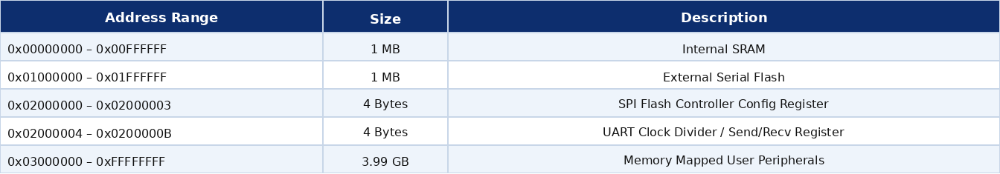 Address Range Size Description
0x00000000 – 0x00FFFFFF 1 MB Internal SRAM
0x01000000 – 0x01FFFFFF 1 MB External Serial Flash
0x02000000 – 0x02000003 4 Bytes SPI Flash Controller Config Register
0x02000004 – 0x0200000B 4 Bytes UART Clock Divider / Send/Recv Register
0x03000000 – 0xFFFFFFFF 3.99 GB Memory Mapped User Peripherals